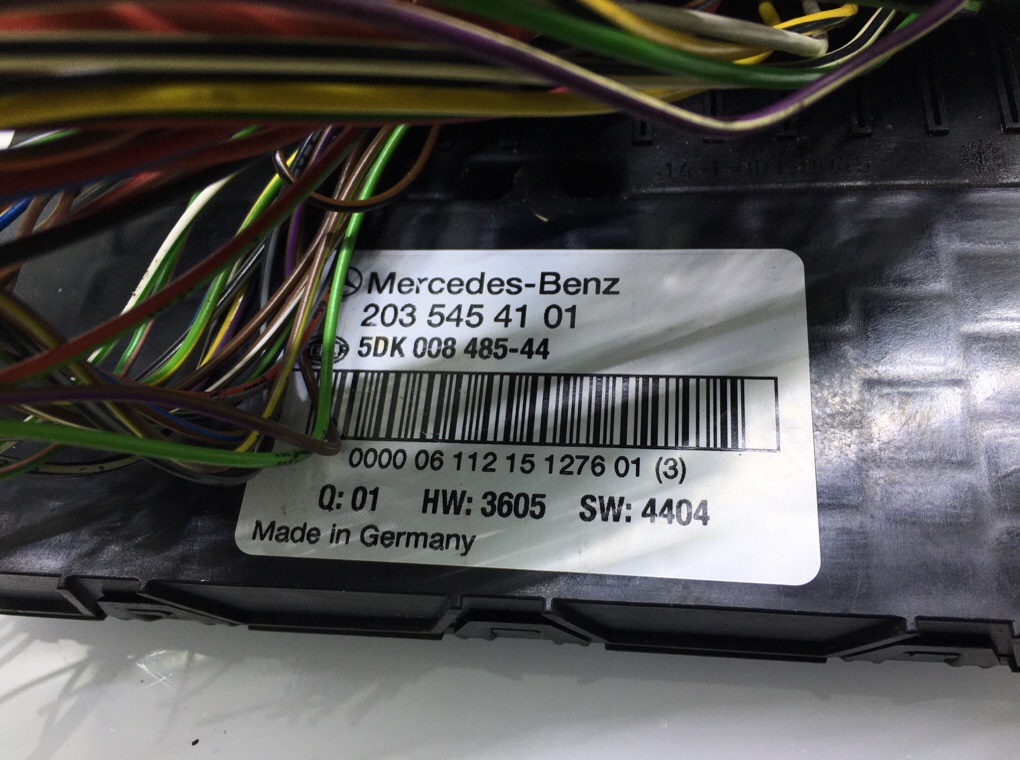 Mercedes-Benz
203 545 41 01
5DK 008 485-44
0000 06 112 15 1276 01 (3)
Q: 01 HW: 3605 SW: 4404
Made in Germany